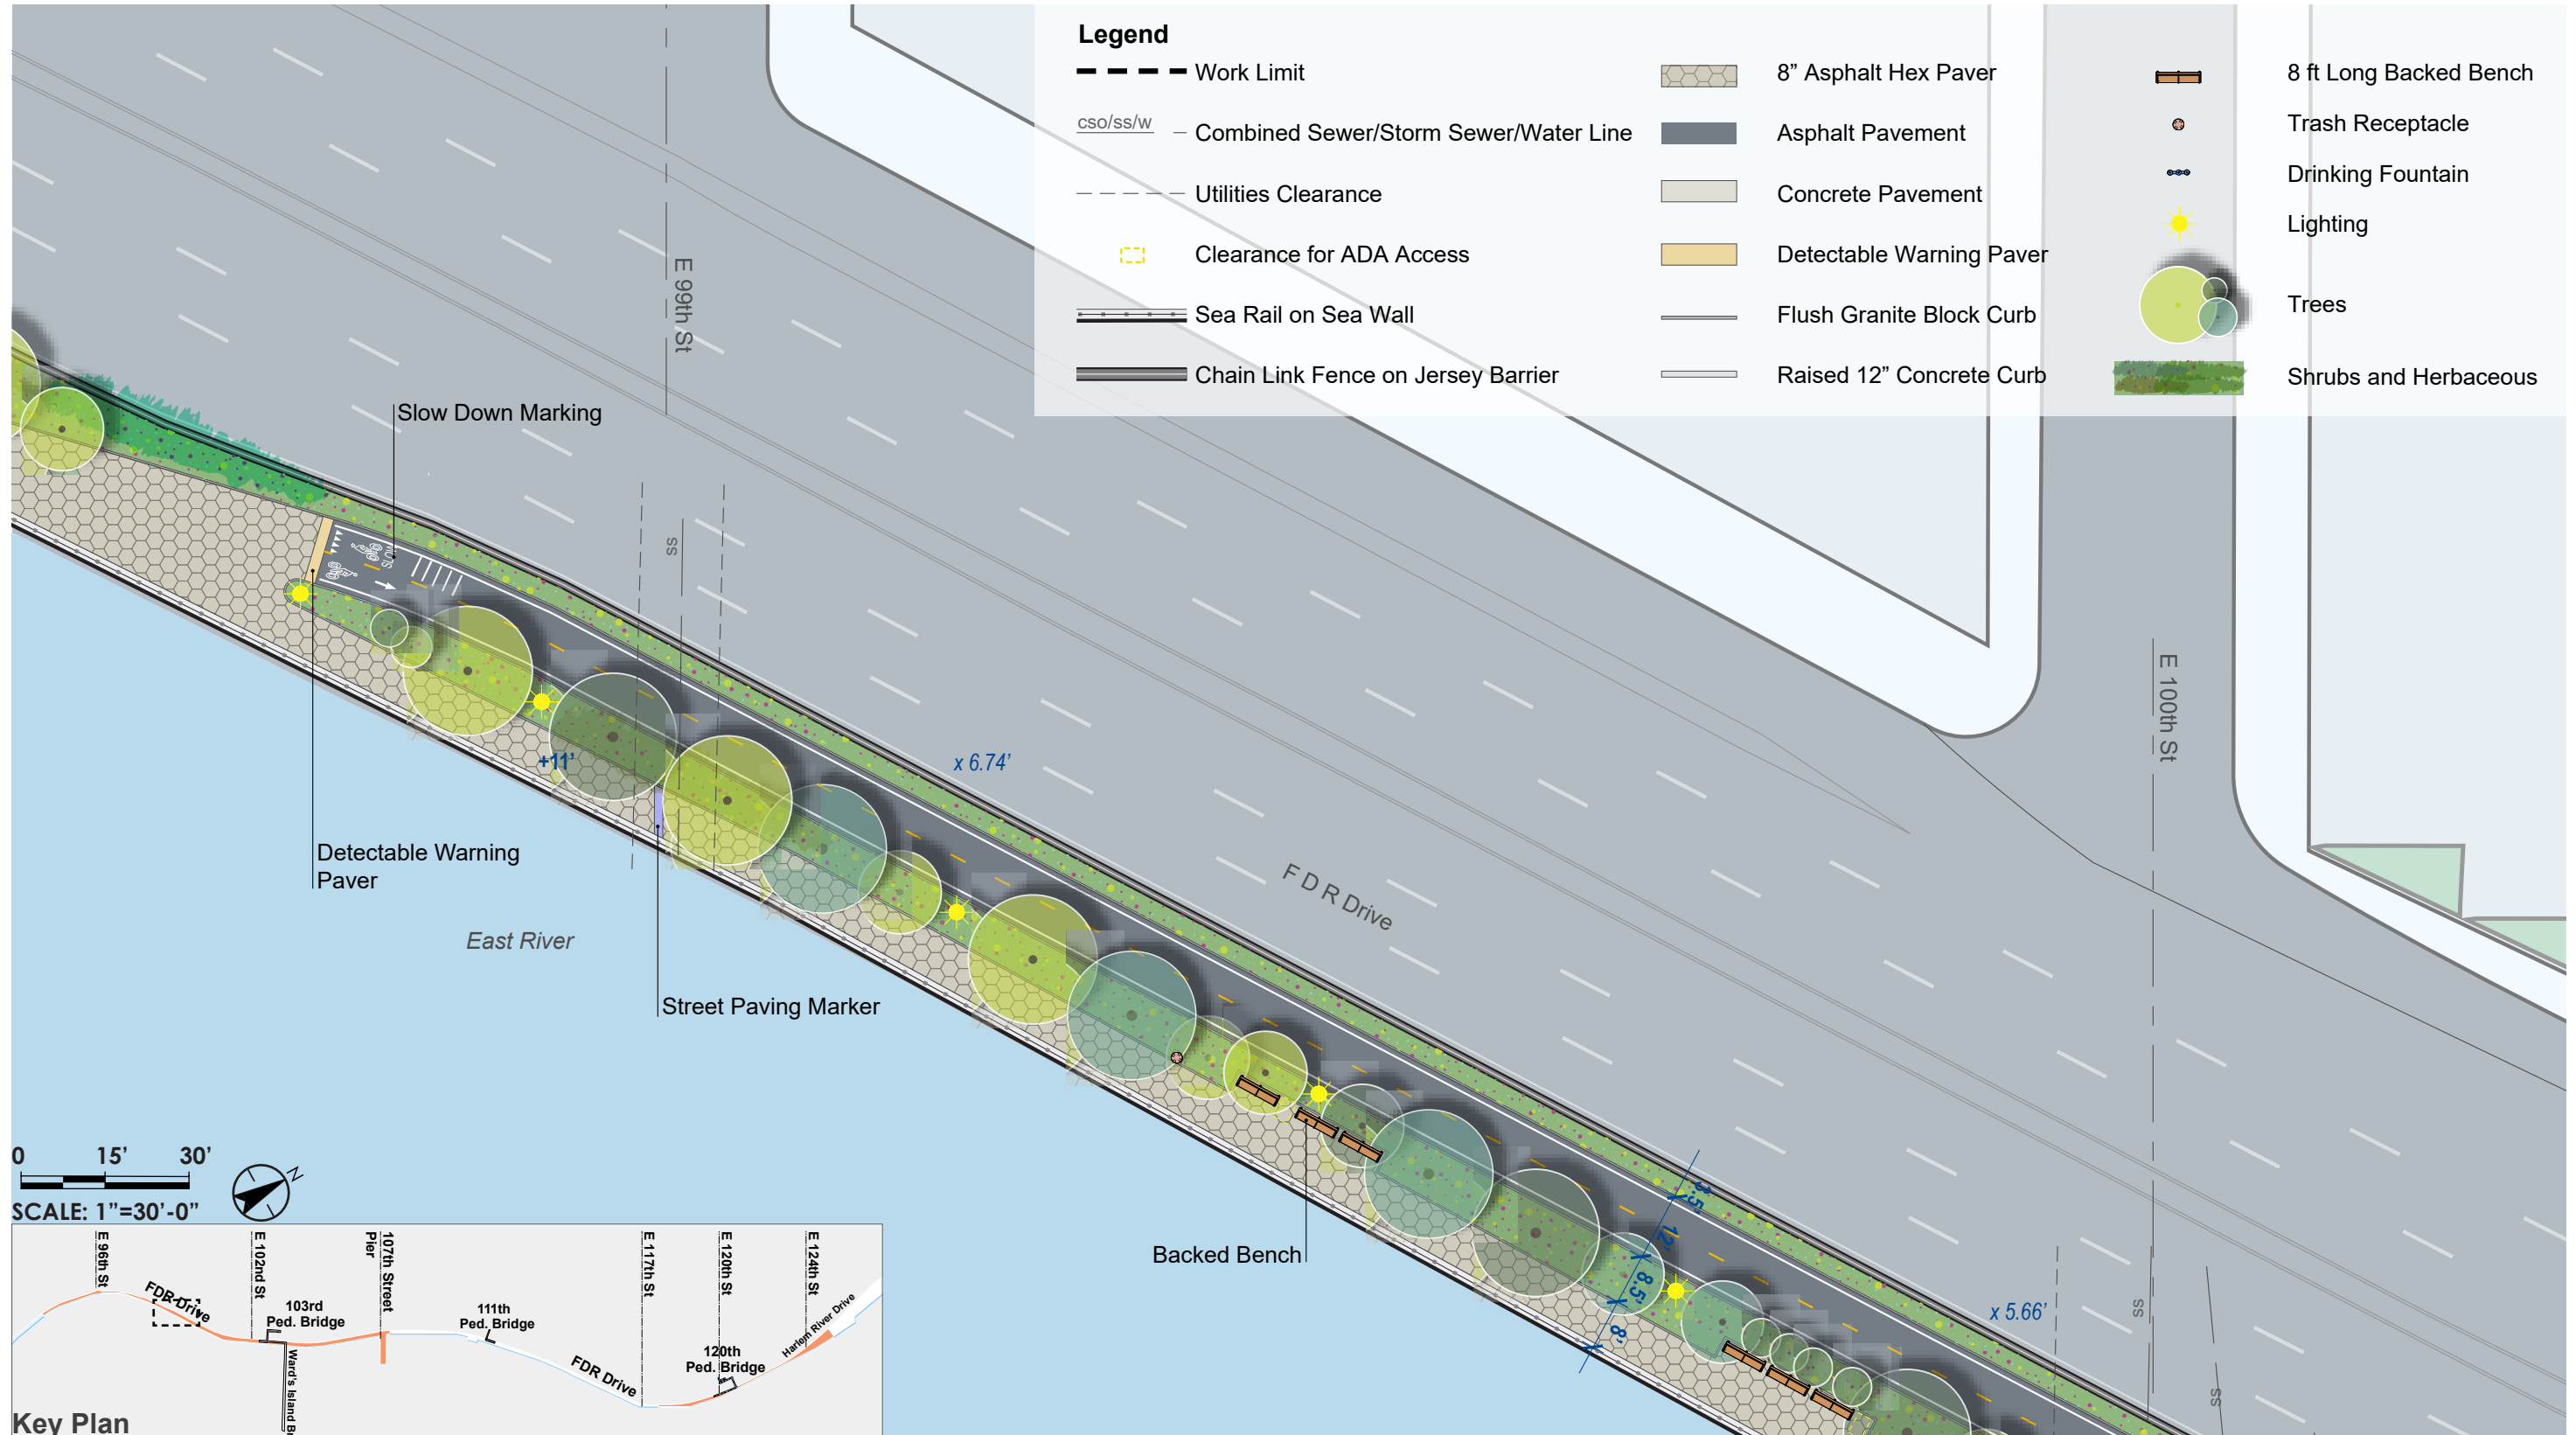 Legend
Work Limit
cso/ss/w
Combined Sewer/Storm Sewer/Water Line
Utilities Clearance
Clearance for ADA Access
Sea Rail on Sea Wall
Chain Link Fence on Jersey Barrier
8” Asphalt Hex Paver
Asphalt Pavement
Concrete Pavement
Detectable Warning Paver
Flush Granite Block Curb
Raised 12” Concrete Curb
8 ft Long Backed Bench
Trash Receptacle
Drinking Fountain
Lighting
Trees
Shrubs and Herbaceous
E 99th St
Slow Down Marking
SLOW
ss
E 100th St
+11’
x 6.74’
Detectable Warning
Paver
F D R Drive
East River
Street Paving Marker
Backed Bench
3.5’
12’
8.5’
8’
x 5.66’
ss
ss
0 15’ 30’
N
SCALE: 1”=30’-0”
E 96th St
FDR Drive
E 102nd St
103rd
Ped. Bridge
Ward's Island B
107th Street
Pier
111th
Ped. Bridge
FDR Drive
E 117th St
E 120th St
120th
Ped. Bridge
E 124th St
Harlem River Drive
Key Plan